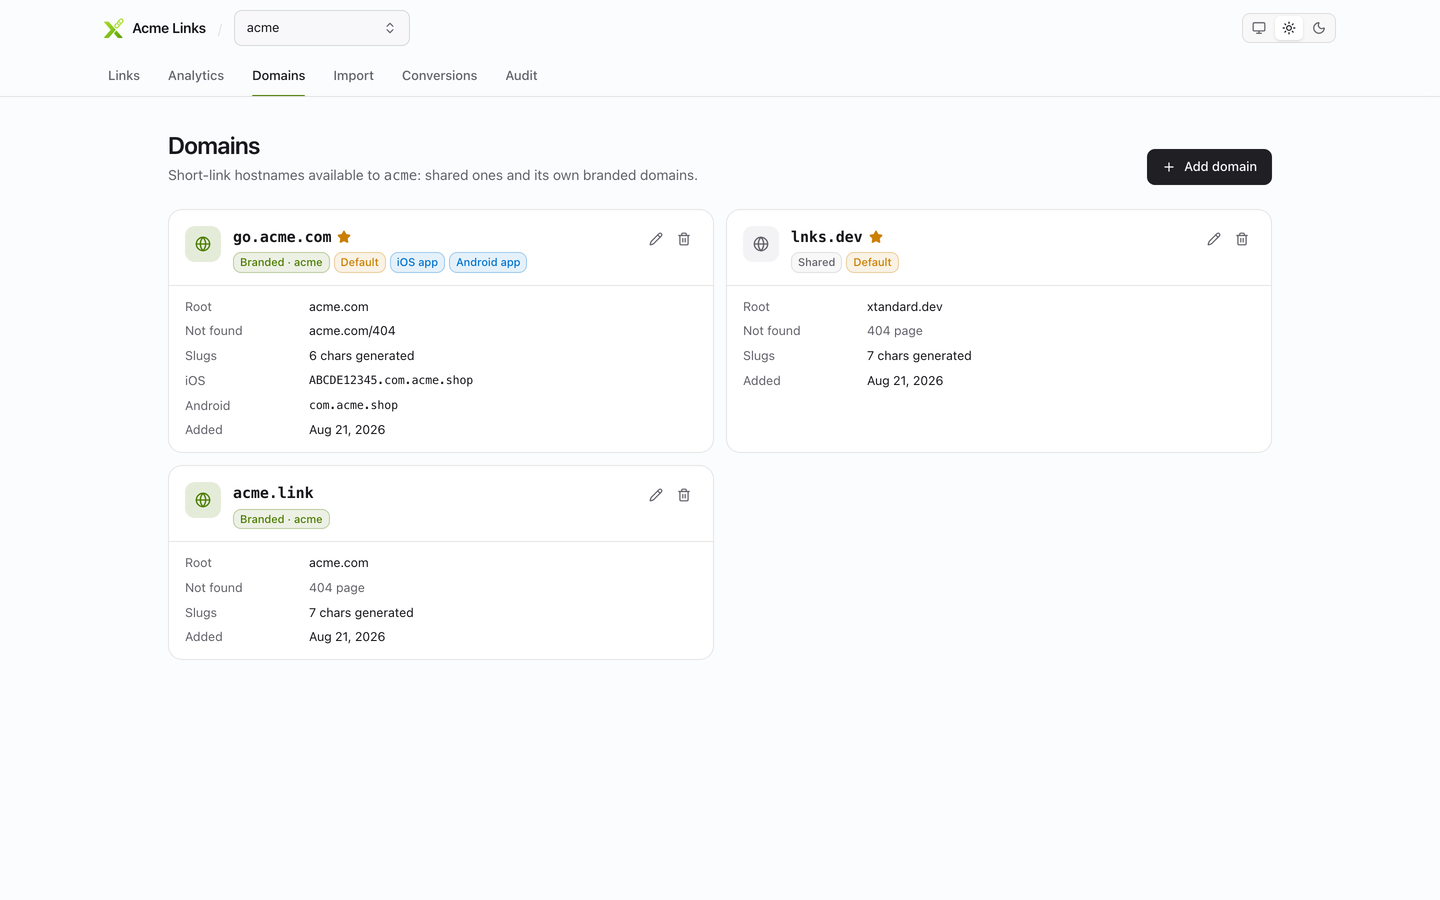 Acme Links / acme
Links Analytics Domains Import Conversions Audit
Domains
Short-link hostnames available to acme: shared ones and its own branded domains.
+ Add domain
go.acme.com
Branded · acme Default iOS app Android app
Root acme.com
Not found acme.com/404
Slugs 6 chars generated
iOS ABCDE12345.com.acme.shop
Android com.acme.shop
Added Aug 21, 2026
lnks.dev
Shared Default
Root xtandard.dev
Not found 404 page
Slugs 7 chars generated
Added Aug 21, 2026
acme.link
Branded · acme
Root acme.com
Not found 404 page
Slugs 7 chars generated
Added Aug 21, 2026